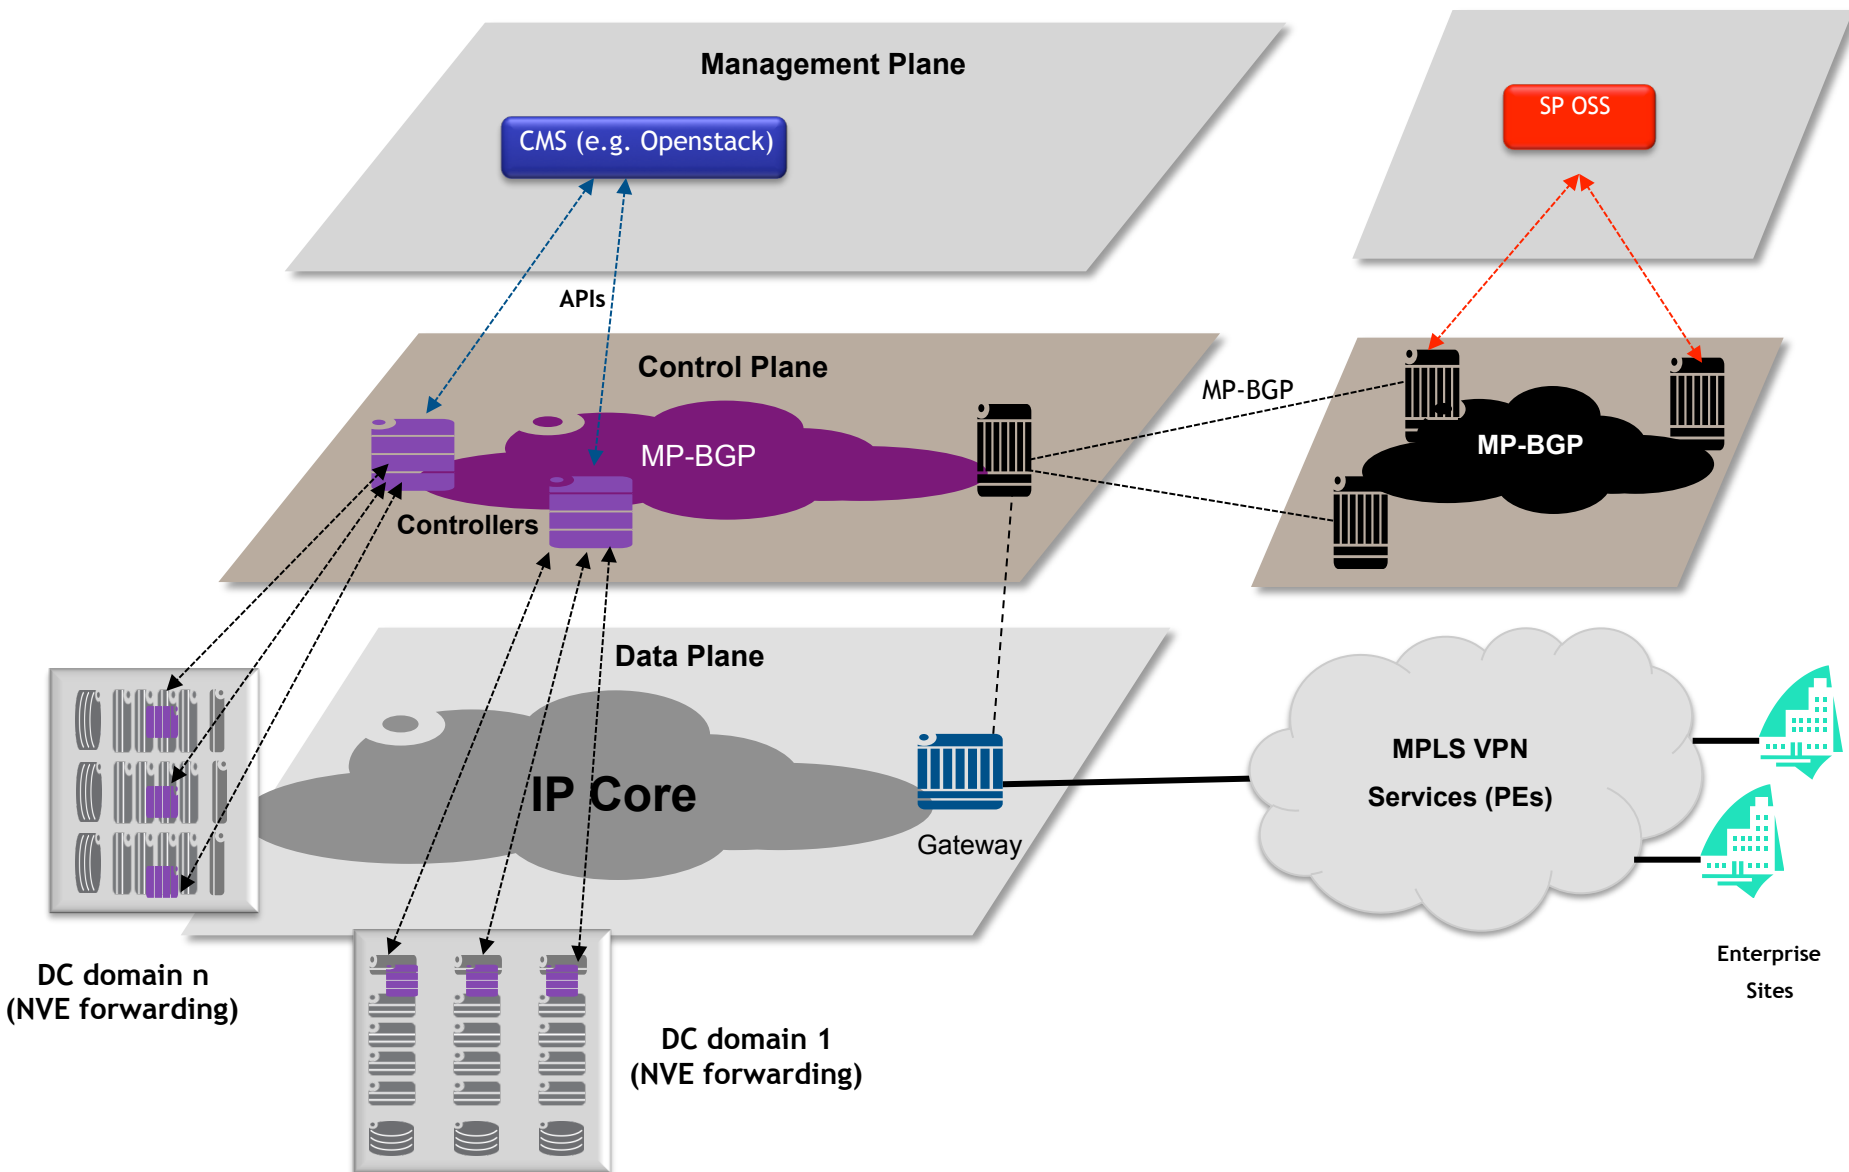 Management Plane
SP OSS
CMS (e.g. Openstack)
APIs
Control Plane
MP-BGP
MP-BGP
MP-BGP
Controllers
Data Plane
IP Core
Gateway
MPLS VPN
Services (PEs)
Enterprise
Sites
DC domain n
(NVE forwarding)
DC domain 1
(NVE forwarding)